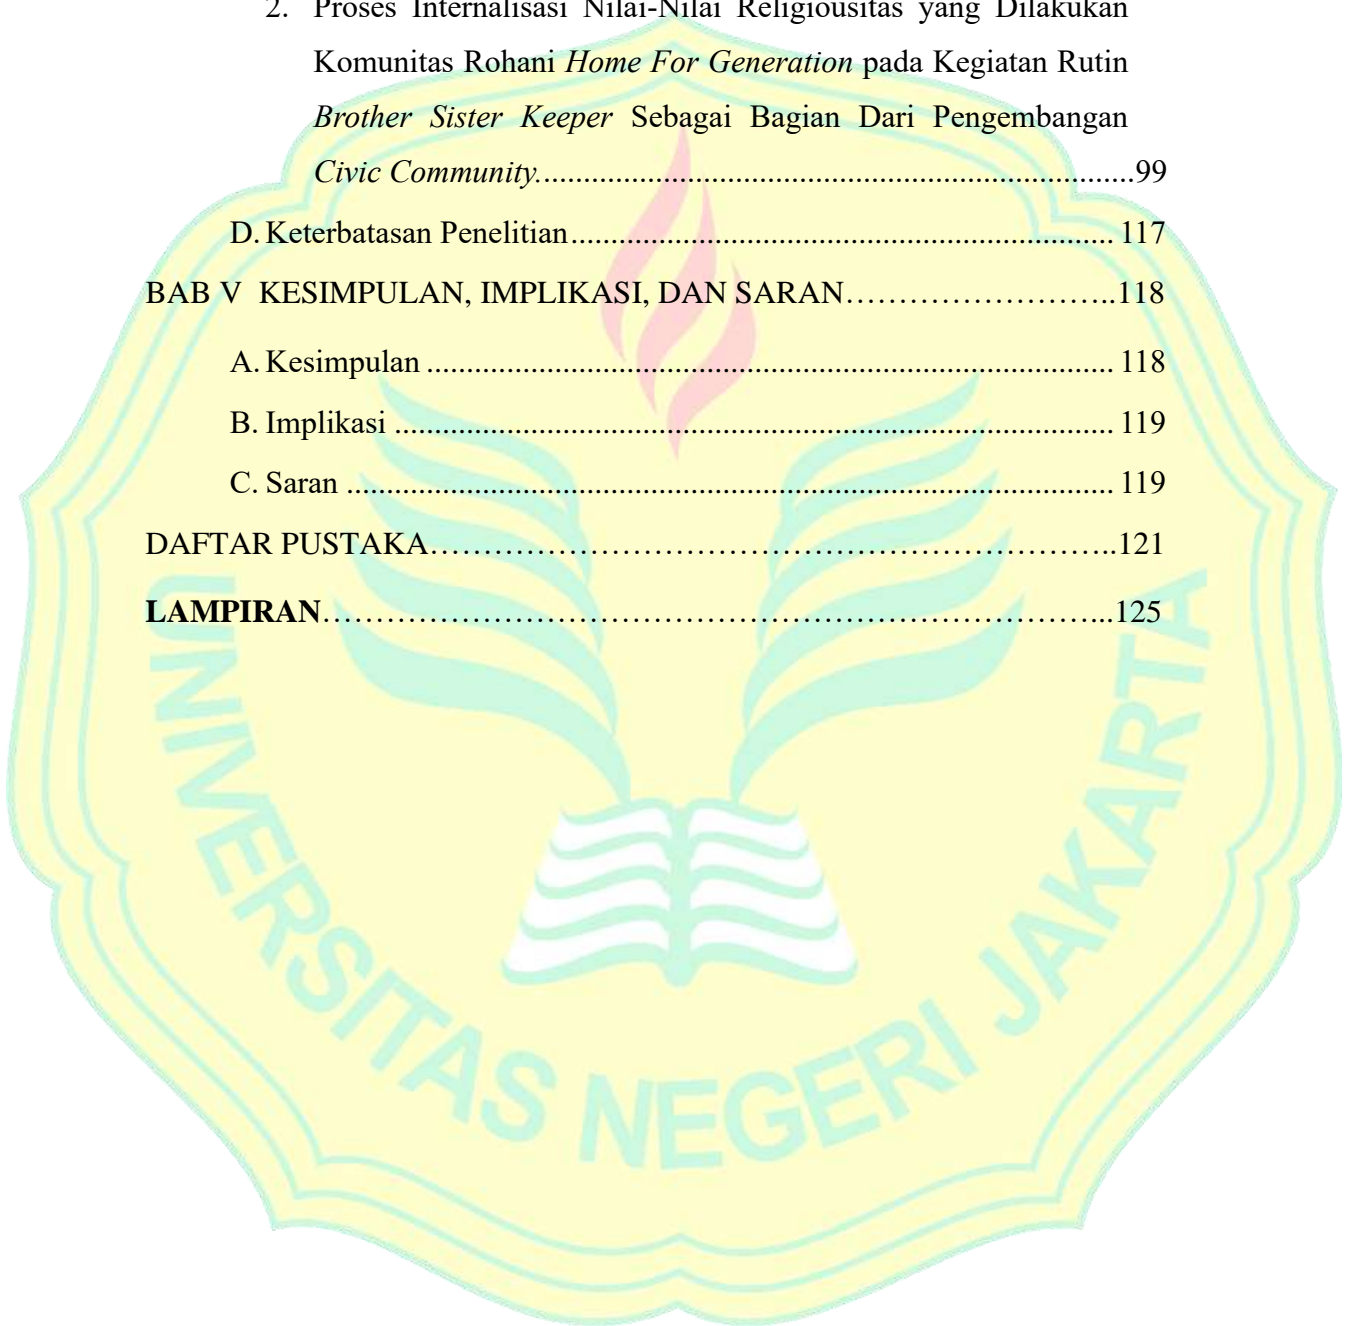 2. Proses Internalisasi Nilai-Nilai Religiousitas yang Dilakukan
Komunitas Rohani Home For Generation pada Kegiatan Rutin
Brother Sister Keeper Sebagai Bagian Dari Pengembangan
Civic Community...........................................................................99
D. Keterbatasan Penelitian.................................................................... 117
BAB V KESIMPULAN, IMPLIKASI, DAN SARAN……………………..118
A. Kesimpulan ...................................................................................... 118
B. Implikasi .......................................................................................... 119
C. Saran ................................................................................................ 119
DAFTAR PUSTAKA…………………………………………………………..121
LAMPIRAN……………………………………………………………………...125
UNIVERSITAS NEGERI JAKARTA